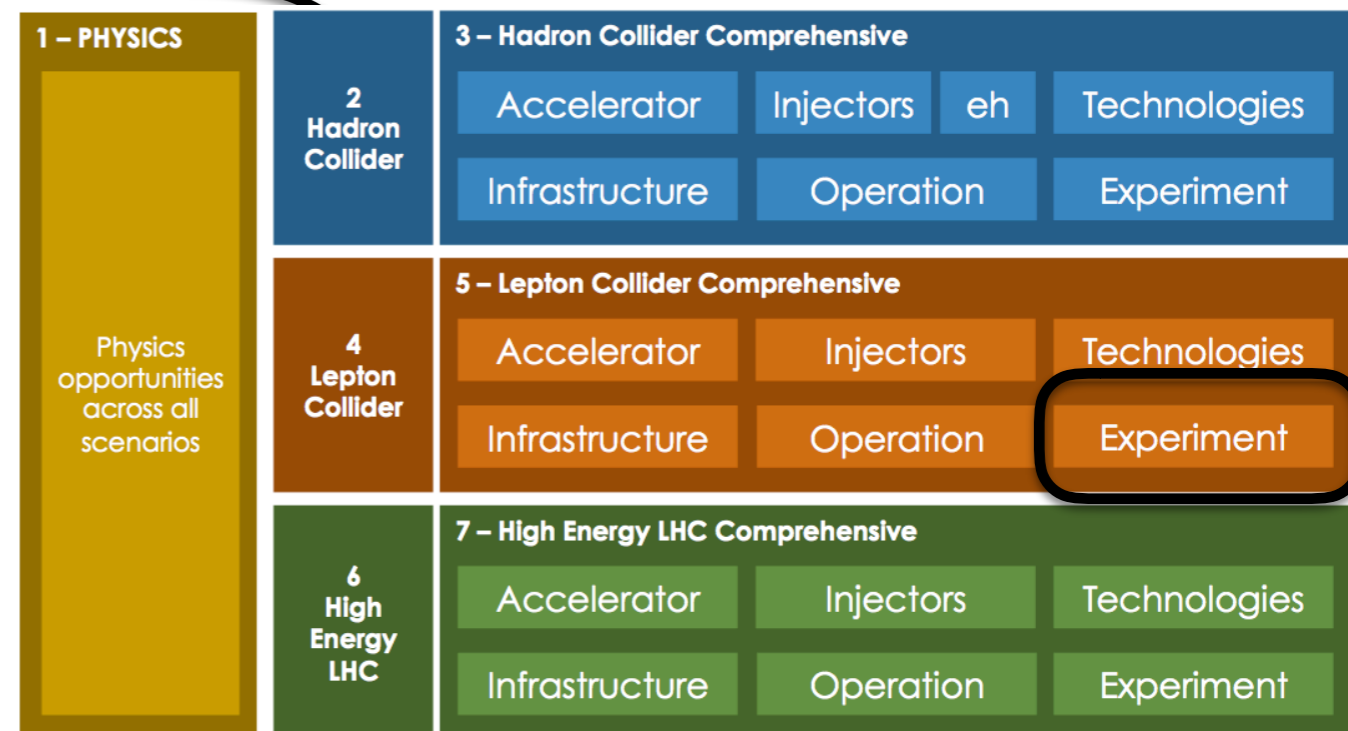 1 – PHYSICS
Physics
opportunities
across all
scenarios
2
Hadron
Collider
3 – Hadron Collider Comprehensive
Accelerator
Injectors
eh
Technologies
Infrastructure
Operation
Experiment
4
Lepton
Collider
5 – Lepton Collider Comprehensive
Accelerator
Injectors
Technologies
Infrastructure
Operation
Experiment
6
High
Energy
LHC
7 – High Energy LHC Comprehensive
Accelerator
Injectors
Technologies
Infrastructure
Operation
Experiment